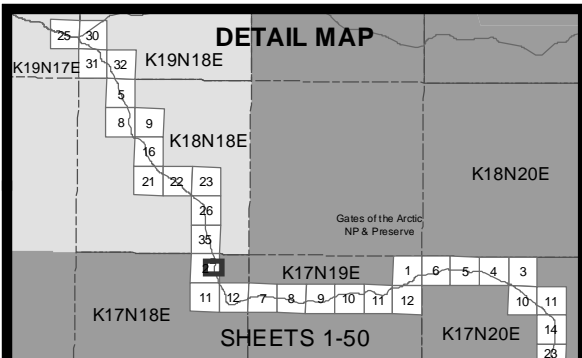 DETAIL MAP
25 30
K19N17E 31 32 K19N18E
5
8 9
K18N18E
16
21 22 23
K18N20E
26
Gates of the Arctic
NP & Preserve
35
2
K17N19E 1 6 5 4 3
11 12 7 8 9 10 11 12 10 11
K17N18E
14
SHEETS 1-50 K17N20E
23